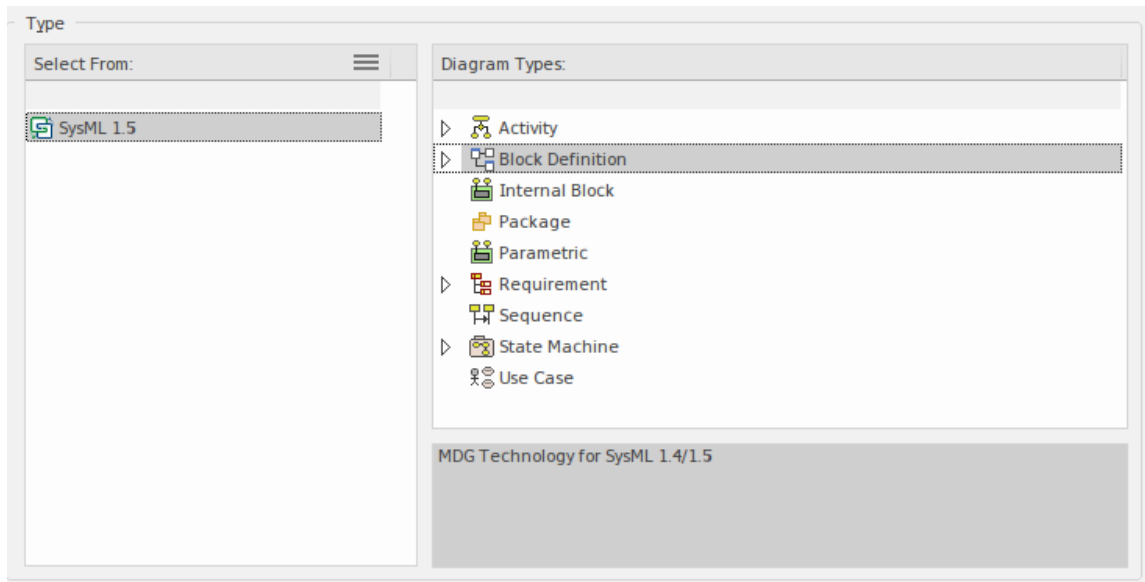 Type
Select From:
SysML 1.5
Diagram Types:
Activity
Block Definition
Internal Block
Package
Parametric
Requirement
Sequence
State Machine
Use Case
MDG Technology for SysML 1.4/1.5